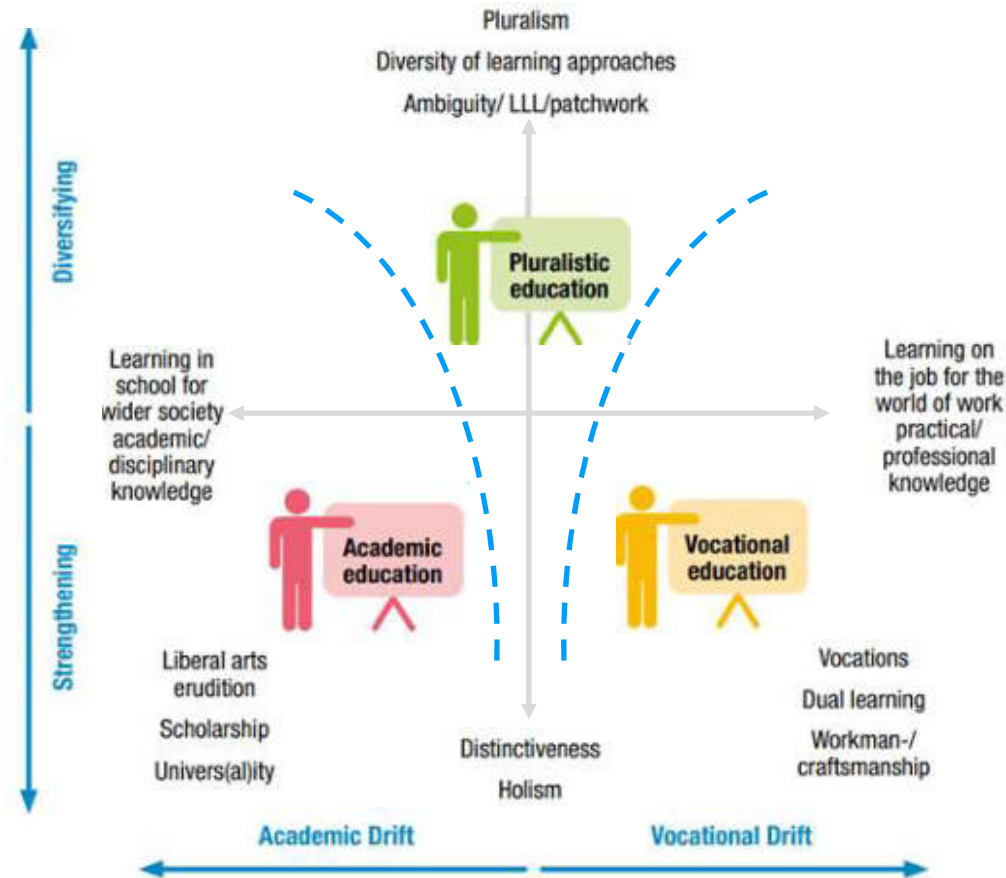 Pluralism
Diversity of learning approaches
Ambiguity/ LLL/patchwork
Diversifying
Pluralistic
education
Learning in
school for
wider society
academic/
disciplinary
knowledge
Learning on
the job for the
world of work
practical/
professional
knowledge
Strengthening
Academic
education
Vocational
education
Liberal arts
erudition
Scholarship
Univers(al)ity
Distinctiveness
Holism
Vocations
Dual learning
Workman-/
craftsmanship
Academic Drift
Vocational Drift